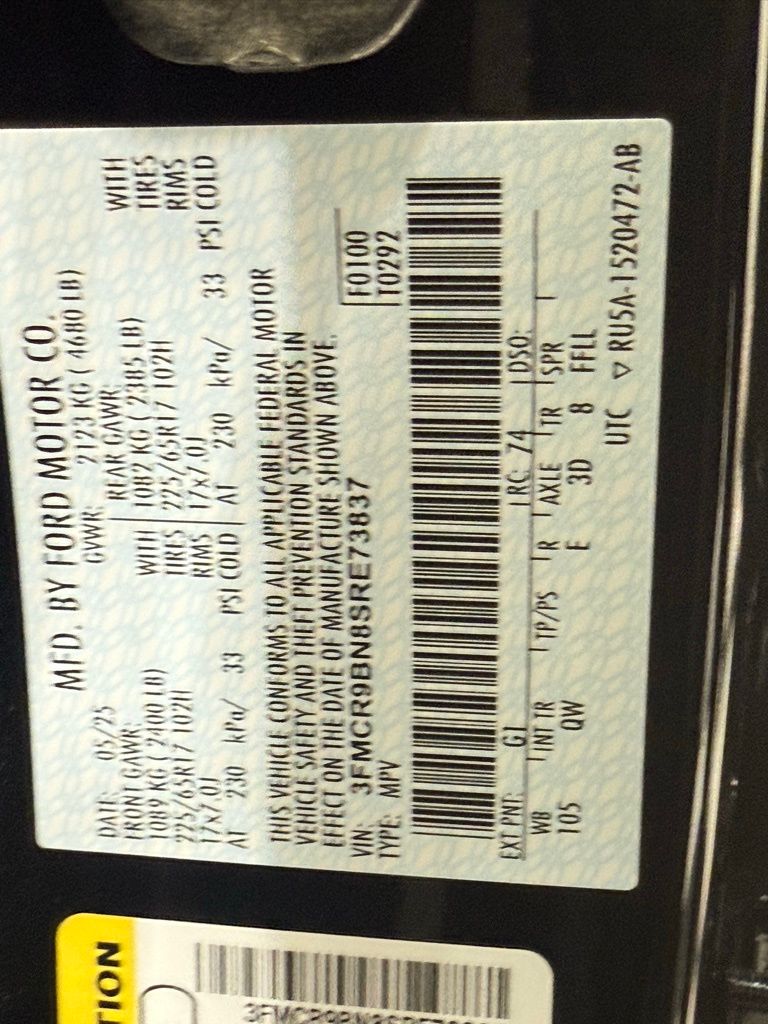 MFD. BY FORD MOTOR CO.
DATE: 05/25 GVWR: 2123 KG ( 4680 LB)
FRONT GAWR: REAR GAWR:
1089 KG ( 2400 LB) WITH 1082 KG ( 2385 LB) WITH
225/65R17 102H TIRES 225/65R17 102H TIRES
17x7.0J RIMS 17x7.0J RIMS
AT 230 kPa/ 33 PSI COLD AT 230 kPa/ 33 PSI COLD
THIS VEHICLE CONFORMS TO ALL APPLICABLE FEDERAL MOTOR
VEHICLE SAFETY AND THEFT PREVENTION STANDARDS IN
EFFECT ON THE DATE OF MANUFACTURE SHOWN ABOVE.
VIN: 3FMCR9BN8SRE73837 F0100
TYPE: MPV T0292
EXT PNT: G1 RC: 74 DSO:
WB INT TR TP/PS R AXLE TR SPR
105 QW E 3D 8 FFLL
UTC ▽ RU5A-1520472-AB
TION